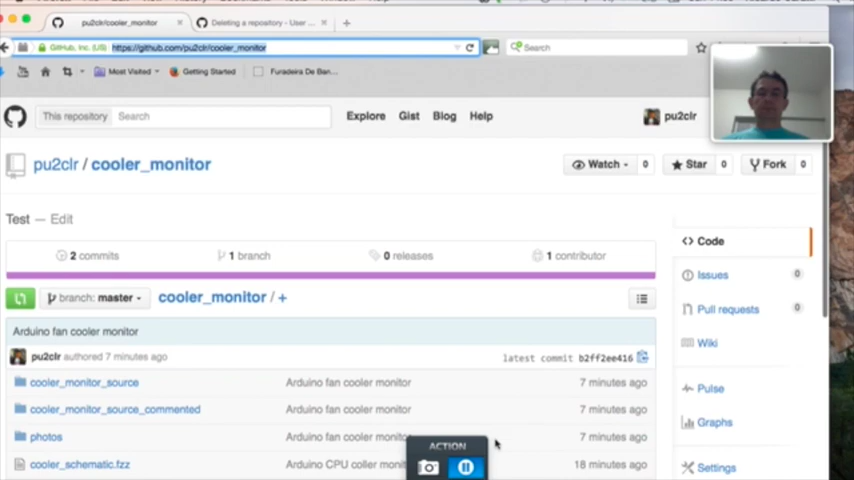 pu2clr/cooler_monitor
Deleting a repository - User ...
GitHub, Inc. (US) https://github.com/pu2clr/cooler_monitor
Search
Most Visited
Getting Started
Furadeira De Ban...
This repository Search
Explore Gist Blog Help
pu2clr
pu2clr / cooler_monitor
Watch 0 Star 0 Fork 0
Test — Edit
2 commits 1 branch 0 releases 1 contributor
branch: master
cooler_monitor / +
Arduino fan cooler monitor
pu2clr authored 7 minutes ago
latest commit b2ff2ee416
cooler_monitor_source Arduino fan cooler monitor 7 minutes ago
cooler_monitor_source_commented Arduino fan cooler monitor 7 minutes ago
photos Arduino fan cooler monitor 7 minutes ago
cooler_schematic.fzz Arduino CPU coller monit 18 minutes ago
ACTION
Code
Issues 0
Pull requests 0
Wiki
Pulse
Graphs
Settings